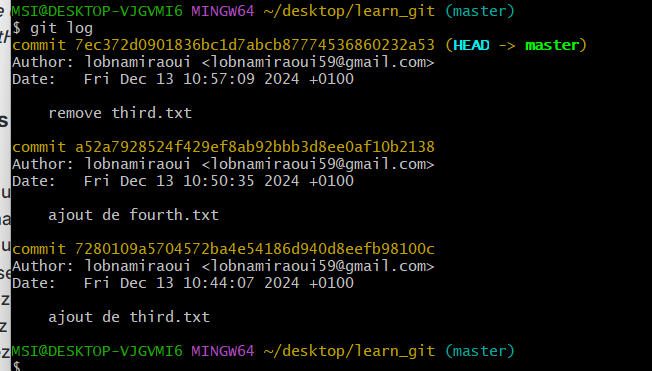 MSI@DESKTOP-VJGVMI6 MINGW64 ~/desktop/learn_git (master)
$ git log
commit 7ec372d0901836bc1d7abcb87774536860232a53 (HEAD -> master)
Author: lobnamiraoui <lobnamiraoui59@gmail.com>
Date:   Fri Dec 13 10:57:09 2024 +0100
    remove third.txt
commit a52a7928524f429ef8ab92bbb3d8ee0af10b2138
Author: lobnamiraoui <lobnamiraoui59@gmail.com>
Date:   Fri Dec 13 10:50:35 2024 +0100
    ajout de fourth.txt
commit 7280109a5704572ba4e54186d940d8eefb98100c
Author: lobnamiraoui <lobnamiraoui59@gmail.com>
Date:   Fri Dec 13 10:44:07 2024 +0100
    ajout de third.txt
MSI@DESKTOP-VJGVMI6 MINGW64 ~/desktop/learn_git (master)
$